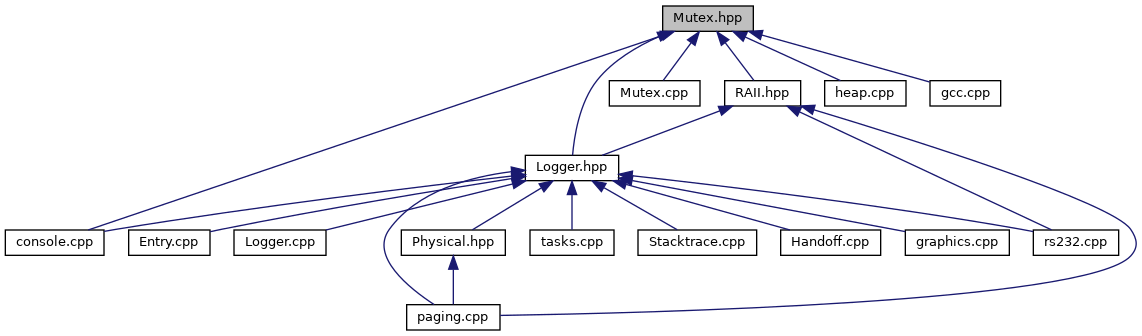 Mutex.hpp
Mutex.cpp
RAII.hpp
heap.cpp
gcc.cpp
Logger.hpp
console.cpp
Entry.cpp
Logger.cpp
Physical.hpp
tasks.cpp
Stacktrace.cpp
Handoff.cpp
graphics.cpp
rs232.cpp
paging.cpp